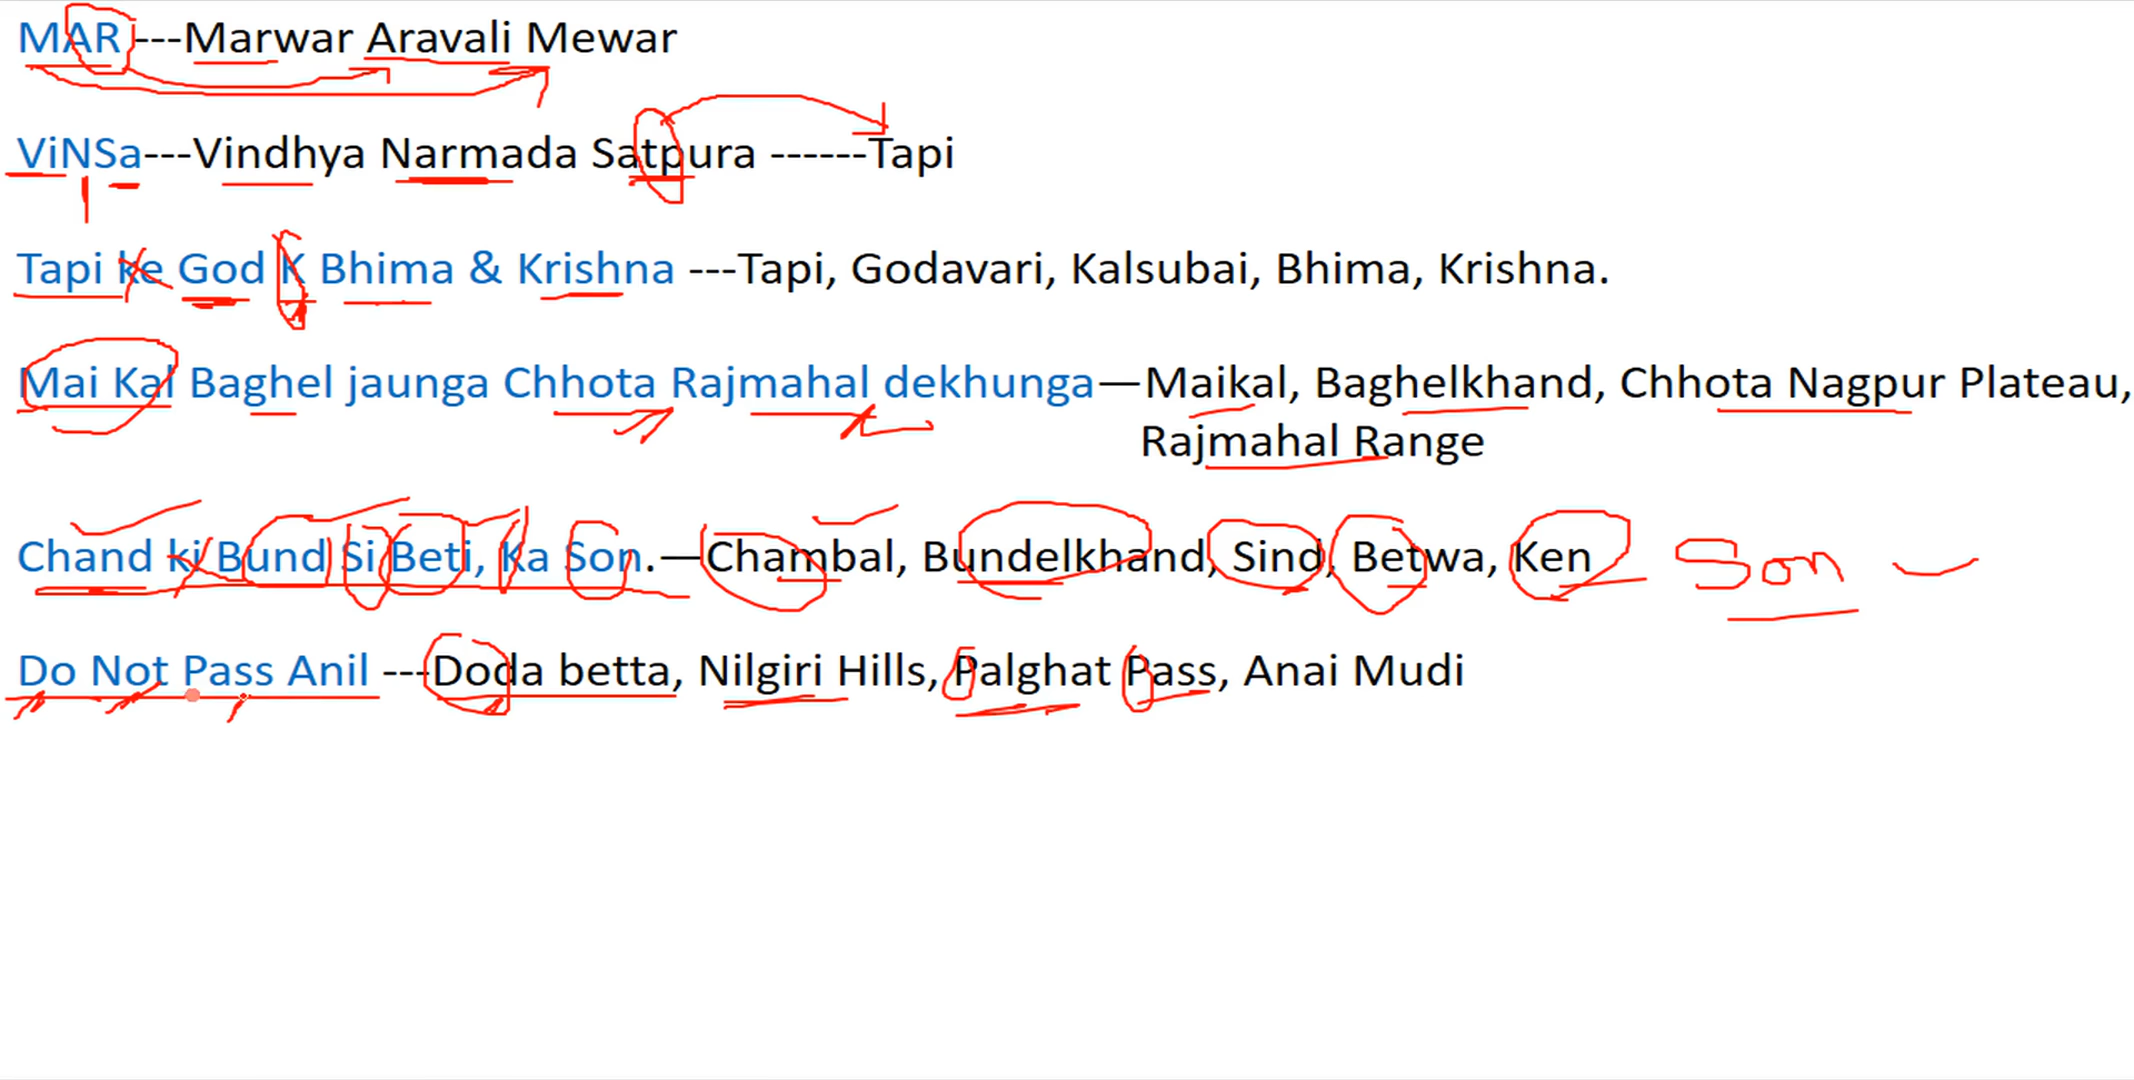 MAR ---Marwar Aravali Mewar
ViNSa---Vindhya Narmada Satpura ------Tapi
Tapi ke God K Bhima & Krishna ---Tapi, Godavari, Kalsubai, Bhima, Krishna.
Mai Kal Baghel jaunga Chhota Rajmahal dekhunga—Maikal, Baghelkhand, Chhota Nagpur Plateau,
Rajmahal Range
Chand ki Bund Si Beti, Ka Son.—Chambal, Bundelkhand, Sind, Betwa, Ken Son
Do Not Pass Anil ---Doda betta, Nilgiri Hills, Palghat Pass, Anai Mudi